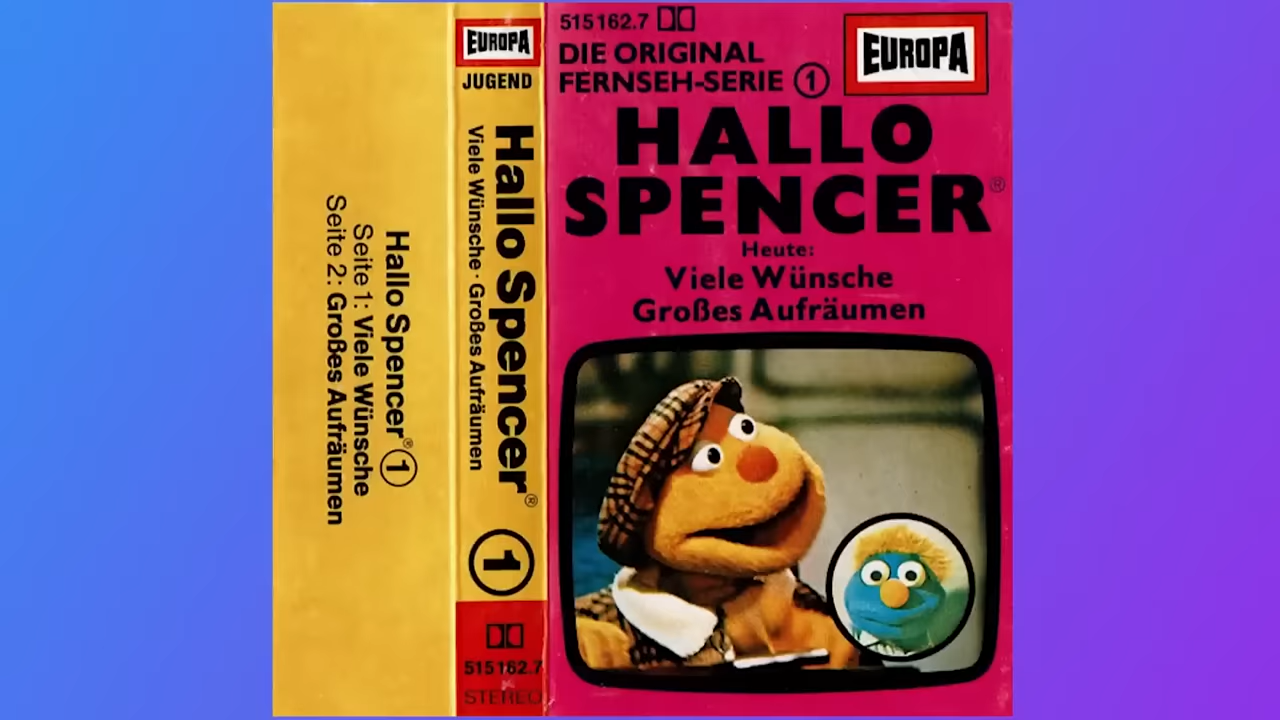 Hallo Spencer® 1
Seite 1: Viele Wünsche
Seite 2: Großes Aufräumen
EUROPA
JUGEND
Hallo Spencer®
Viele Wünsche · Großes Aufräumen
1
515162.7
STEREO
515162.7
DIE ORIGINAL
FERNSEH-SERIE 1
EUROPA
HALLO
SPENCER®
Heute:
Viele Wünsche
Großes Aufräumen